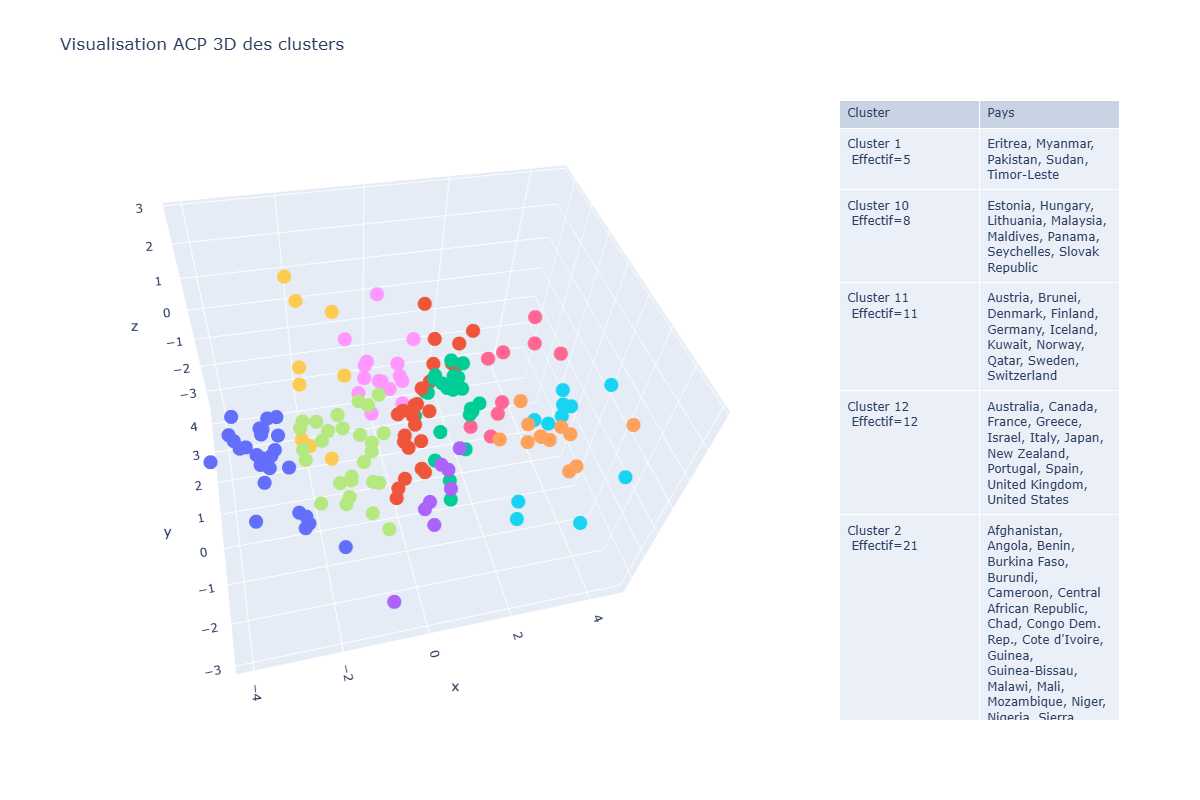 Visualisation ACP 3D des clusters
3
2
1
0
−1
−2
−3
z
4
3
2
1
0
−1
−2
−3
y
−4
−2
0
2
4
x
Cluster Pays
Cluster 1
Effectif=5
Eritrea, Myanmar,
Pakistan, Sudan,
Timor-Leste
Cluster 10
Effectif=8
Estonia, Hungary,
Lithuania, Malaysia,
Maldives, Panama,
Seychelles, Slovak
Republic
Cluster 11
Effectif=11
Austria, Brunei,
Denmark, Finland,
Germany, Iceland,
Kuwait, Norway,
Qatar, Sweden,
Switzerland
Cluster 12
Effectif=12
Australia, Canada,
France, Greece,
Israel, Italy, Japan,
New Zealand,
Portugal, Spain,
United Kingdom,
United States
Cluster 2
Effectif=21
Afghanistan,
Angola, Benin,
Burkina Faso,
Burundi,
Cameroon, Central
African Republic,
Chad, Congo Dem.
Rep., Cote d'Ivoire,
Guinea,
Guinea-Bissau,
Malawi, Mali,
Mozambique, Niger,
Nigeria, Sierra